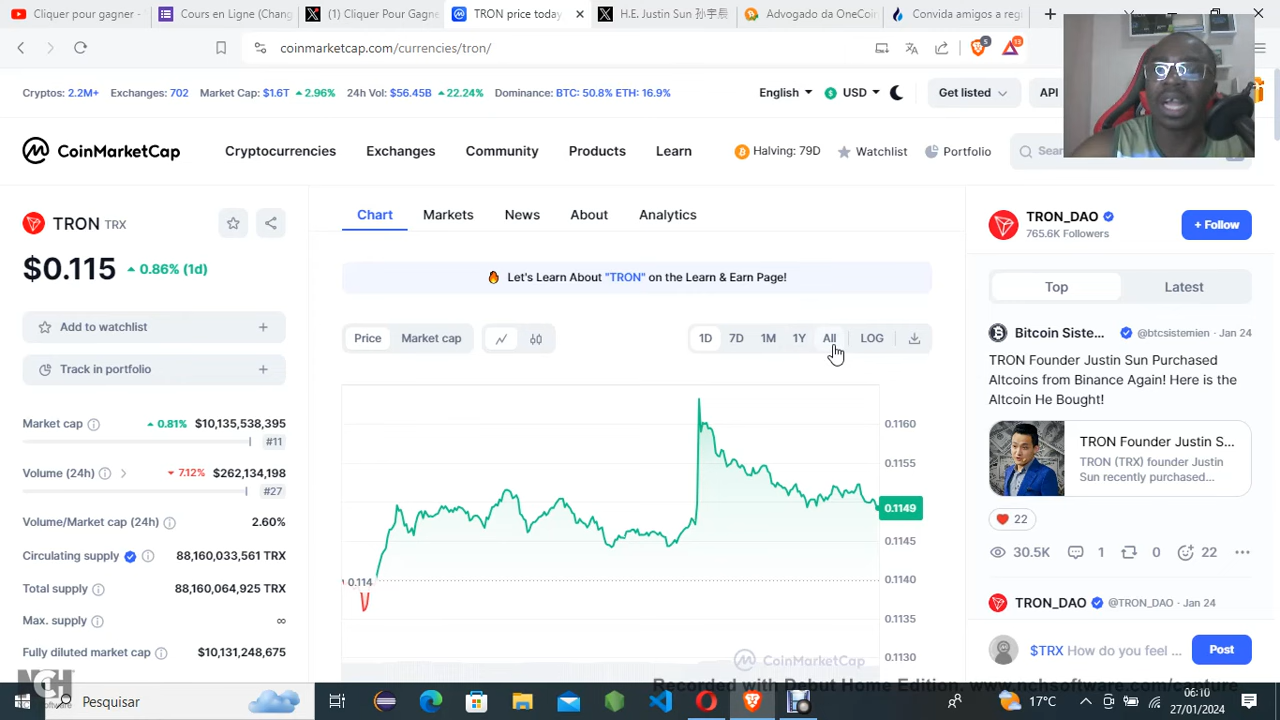 Cliquer pour gagner -
Cours en Ligne (Chang
(1) Cliquer Pour Gagne
TRON price today
H.E. Justin Sun 孙宇晨
Advogado da OneCoi
Convida amigos a regi
coinmarketcap.com/currencies/tron/
5
13
Cryptos: 2.2M+ Exchanges: 702 Market Cap: $1.6T 2.96% 24h Vol: $56.45B 22.24% Dominance: BTC: 50.8% ETH: 16.9%
English USD Get listed API
CoinMarketCap
Cryptocurrencies Exchanges Community Products Learn
Halving: 79D Watchlist Portfolio Sear
TRON TRX
$0.115 0.86% (1d)
Add to watchlist +
Track in portfolio +
Market cap 0.81% $10,135,538,395
#11
Volume (24h) 7.12% $262,134,198
#27
Volume/Market cap (24h) 2.60%
Circulating supply 88,160,033,561 TRX
Total supply 88,160,064,925 TRX
Max. supply ∞
Fully diluted market cap $10,131,248,675
Chart Markets News About Analytics
Let's Learn About "TRON" on the Learn & Earn Page!
Price Market cap
1D 7D 1M 1Y All LOG
0.1160
0.1155
0.1149
0.1145
0.1140
0.1135
0.1130
0.114
CoinMarketCap
TRON_DAO
765.6K Followers
+ Follow
Top Latest
Bitcoin Siste... @btcsistemien · Jan 24
TRON Founder Justin Sun Purchased
Altcoins from Binance Again! Here is the
Altcoin He Bought!
TRON Founder Justin S...
TRON (TRX) founder Justin
Sun recently purchased...
22
30.5K 1 0 22
TRON_DAO @TRON_DAO · Jan 24
$TRX How do you feel ... Post
NCH
Recorded with Debut Home Edition. www.nchsoftware.com/capture
Pesquisar
17°C
06:10
27/01/2024